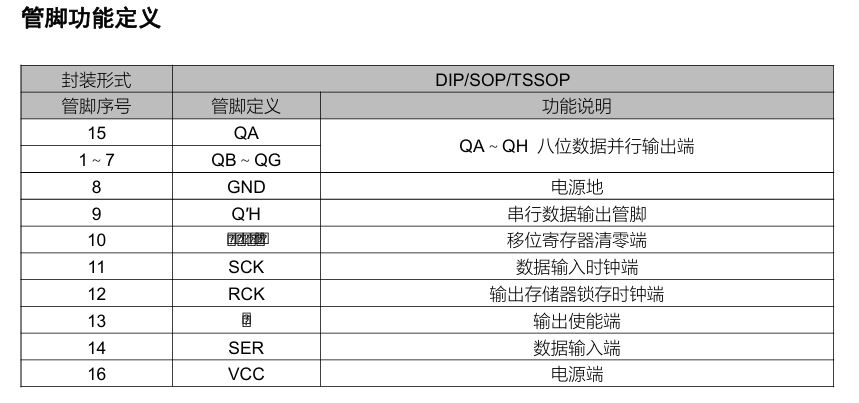 管脚功能定义
封装形式 DIP/SOP/TSSOP
管脚序号 管脚定义 功能说明
15 QA QA ~ QH 八位数据并行输出端
1 ~ 7 QB ~ QG
8 GND 电源地
9 Q'H 串行数据输出管脚
10 移位寄存器清零端
11 SCK 数据输入时钟端
12 RCK 输出存储器锁存时钟端
13 输出使能端
14 SER 数据输入端
16 VCC 电源端